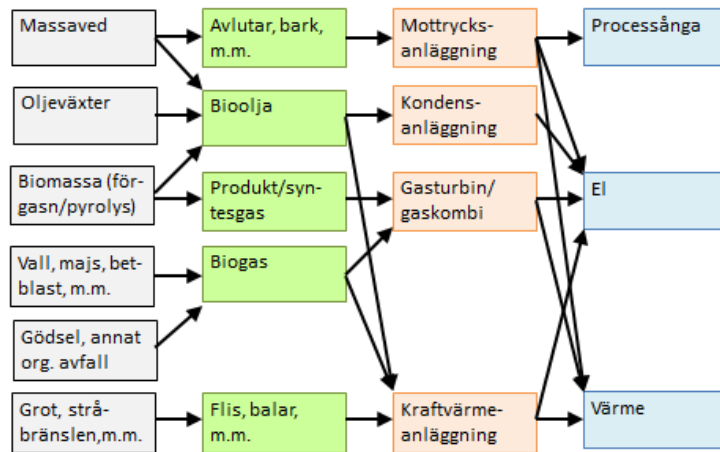 Massaved
Avlutar, bark,
m.m.
Mottrycks-
anläggning
Processånga
Oljeväxter
Bioolja
Kondens-
anläggning
Biomassa (för-
gasn/pyrolys)
Produkt/syn-
tesgas
Gasturbin/
gaskombi
El
Vall, majs, bet-
blast, m.m.
Biogas
Gödsel, annat
org. avfall
Grot, strå-
bränslen,m.m.
Flis, balar,
m.m.
Kraftvärme-
anläggning
Värme